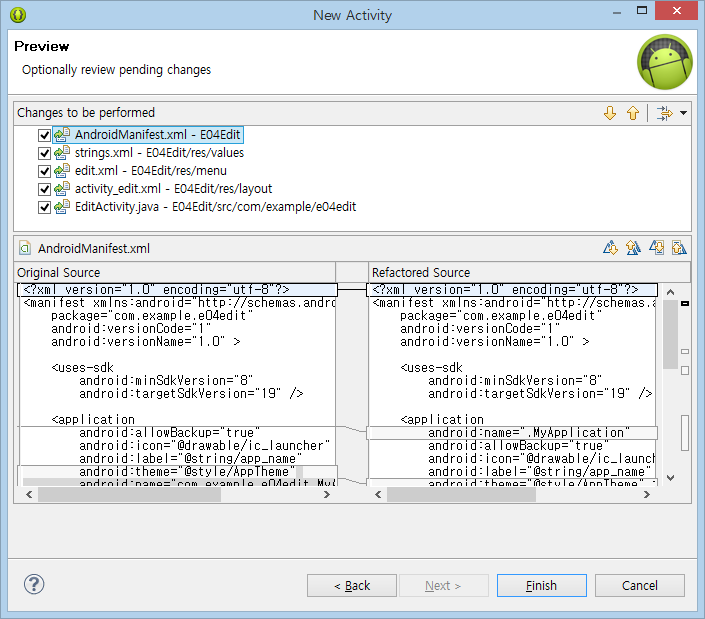 New Activity
Preview
Optionally review pending changes
Changes to be performed
AndroidManifest.xml - E04Edit
strings.xml - E04Edit/res/values
edit.xml - E04Edit/res/menu
activity_edit.xml - E04Edit/res/layout
EditActivity.java - E04Edit/src/com/example/e04edit
AndroidManifest.xml
Original Source
<?xml version="1.0" encoding="utf-8"?>
<manifest xmlns:android="http://schemas.andro
package="com.example.e04edit"
android:versionCode="1"
android:versionName="1.0" >
<uses-sdk
android:minSdkVersion="8"
android:targetSdkVersion="19" />
<application
android:allowBackup="true"
android:icon="@drawable/ic_launcher"
android:label="@string/app_name"
android:theme="@style/AppTheme"
android:name="com.example.e04edit.MyA
Refactored Source
<?xml version="1.0" encoding="utf-8"?>
<manifest xmlns:android="http://schemas.a
package="com.example.e04edit"
android:versionCode="1"
android:versionName="1.0" >
<uses-sdk
android:minSdkVersion="8"
android:targetSdkVersion="19" />
<application
android:name=".MyApplication"
android:allowBackup="true"
android:icon="@drawable/ic_launch
android:label="@string/app_name"
android:theme="@style/AppTheme"
< Back
Next >
Finish
Cancel